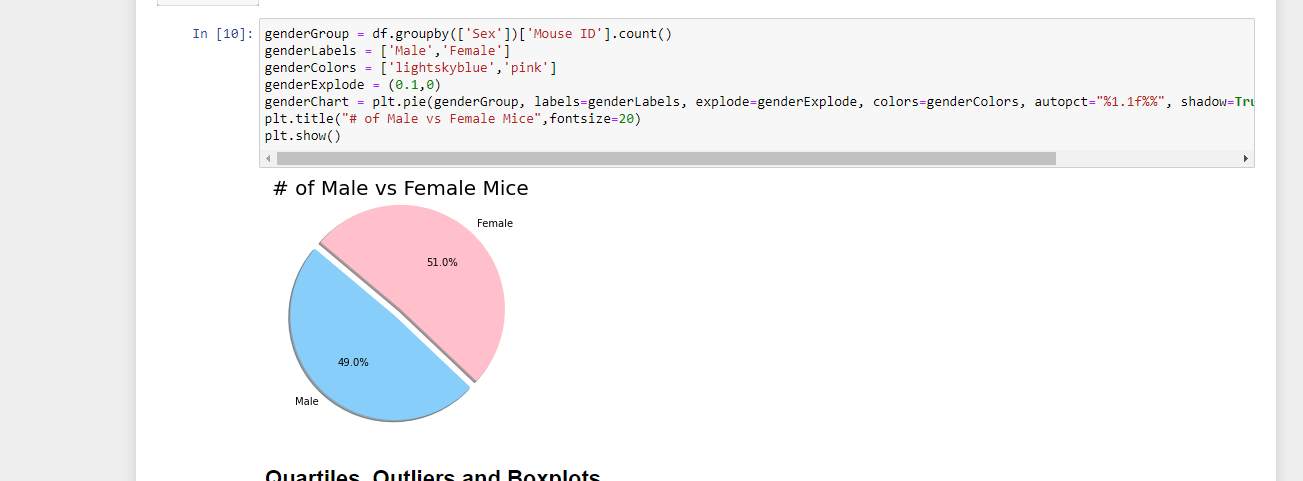 In [10]:
genderGroup = df.groupby(['Sex'])['Mouse ID'].count()
genderLabels = ['Male','Female']
genderColors = ['lightskyblue','pink']
genderExplode = (0.1,0)
genderChart = plt.pie(genderGroup, labels=genderLabels, explode=genderExplode, colors=genderColors, autopct="%1.1f%%", shadow=Tru
plt.title("# of Male vs Female Mice",fontsize=20)
plt.show()
# of Male vs Female Mice
Female
51.0%
49.0%
Male
Quartiles, Outliers and Boxplots